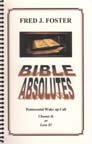 FRED J. FOSTER
BIBLE
ABSOLUTES
Pentecostal Wake up Call
Choose It
or
Lose It!